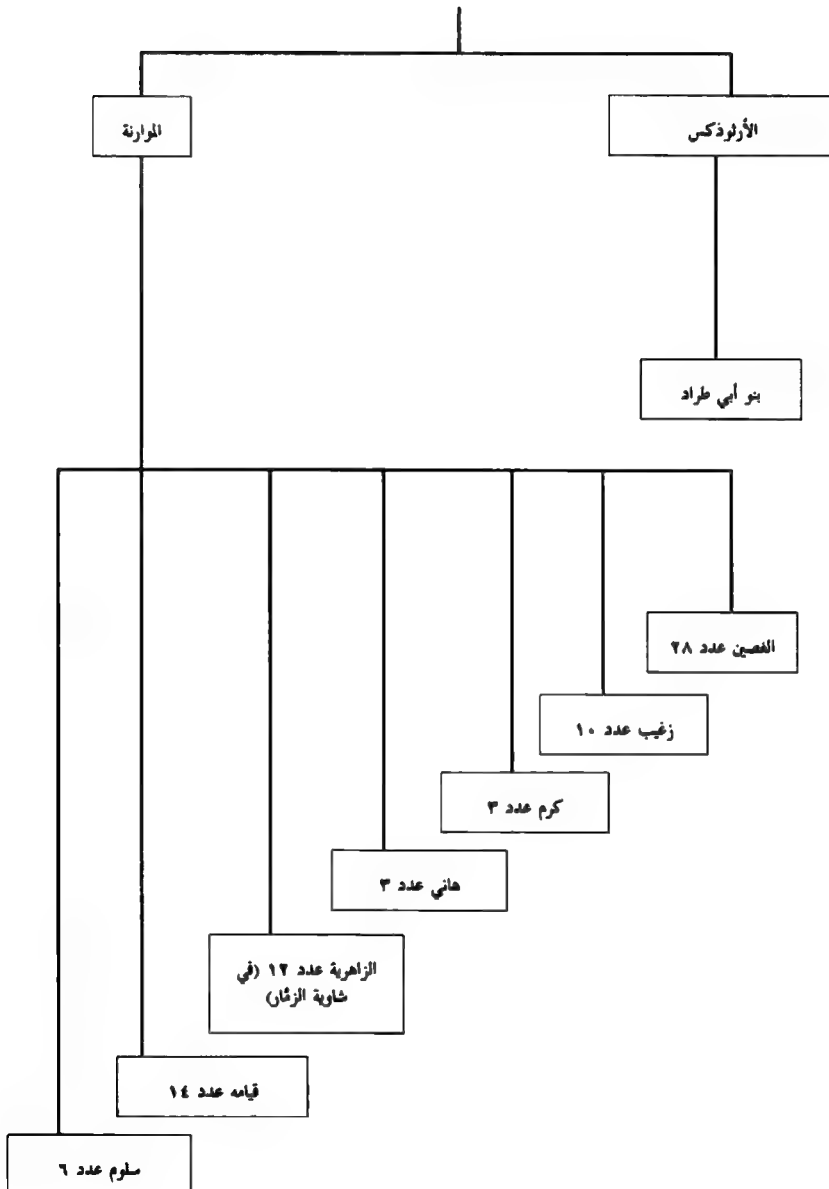 الأرثوذكس
الموارنة
بنو أبي طراد
الغصين عدد ٢٨
زغيب عدد ١٠
كرم عدد ٣
هاني عدد ٣
الزاهرية عدد ١٢ (في
شاوية الزنّار)
قيامه عدد ١٤
سلوم عدد ٦